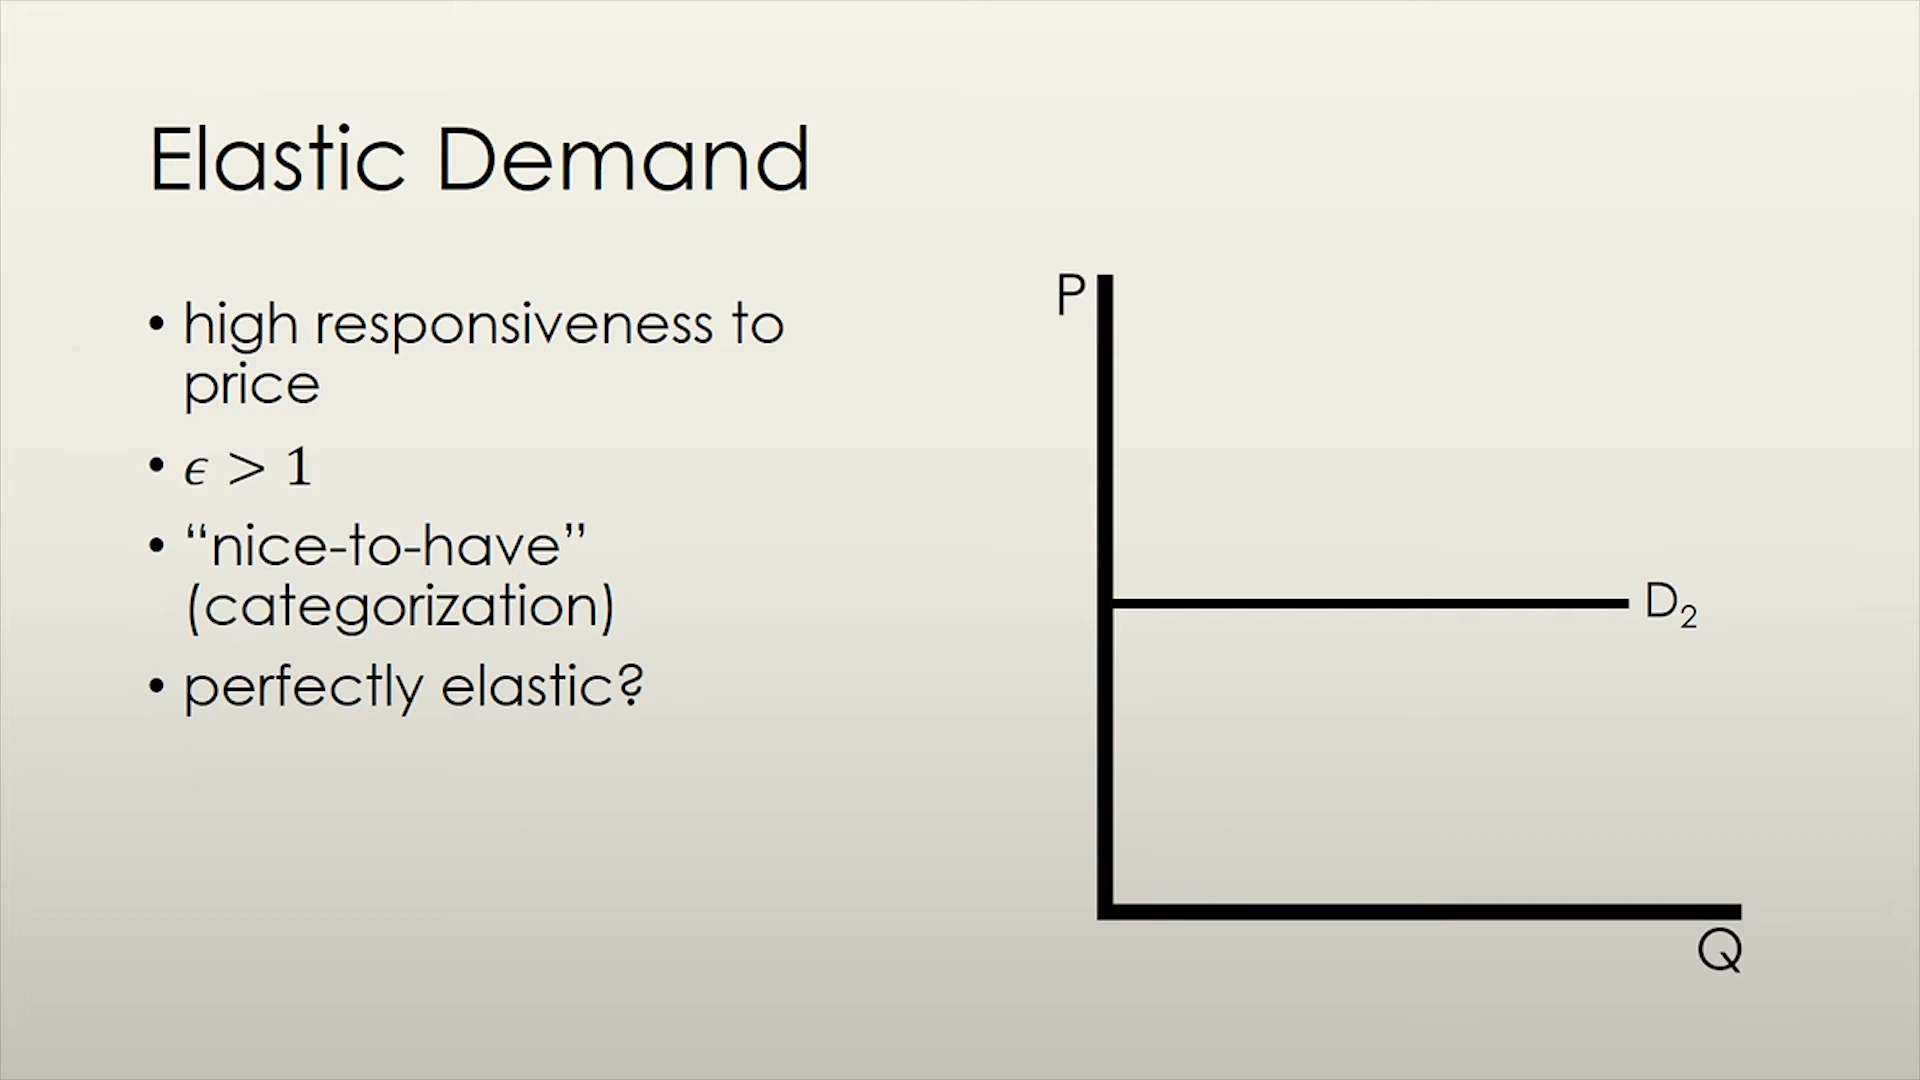 Elastic Demand
• high responsiveness to
price
• ϵ > 1
• “nice-to-have”
(categorization)
• perfectly elastic?
P
D₂
Q